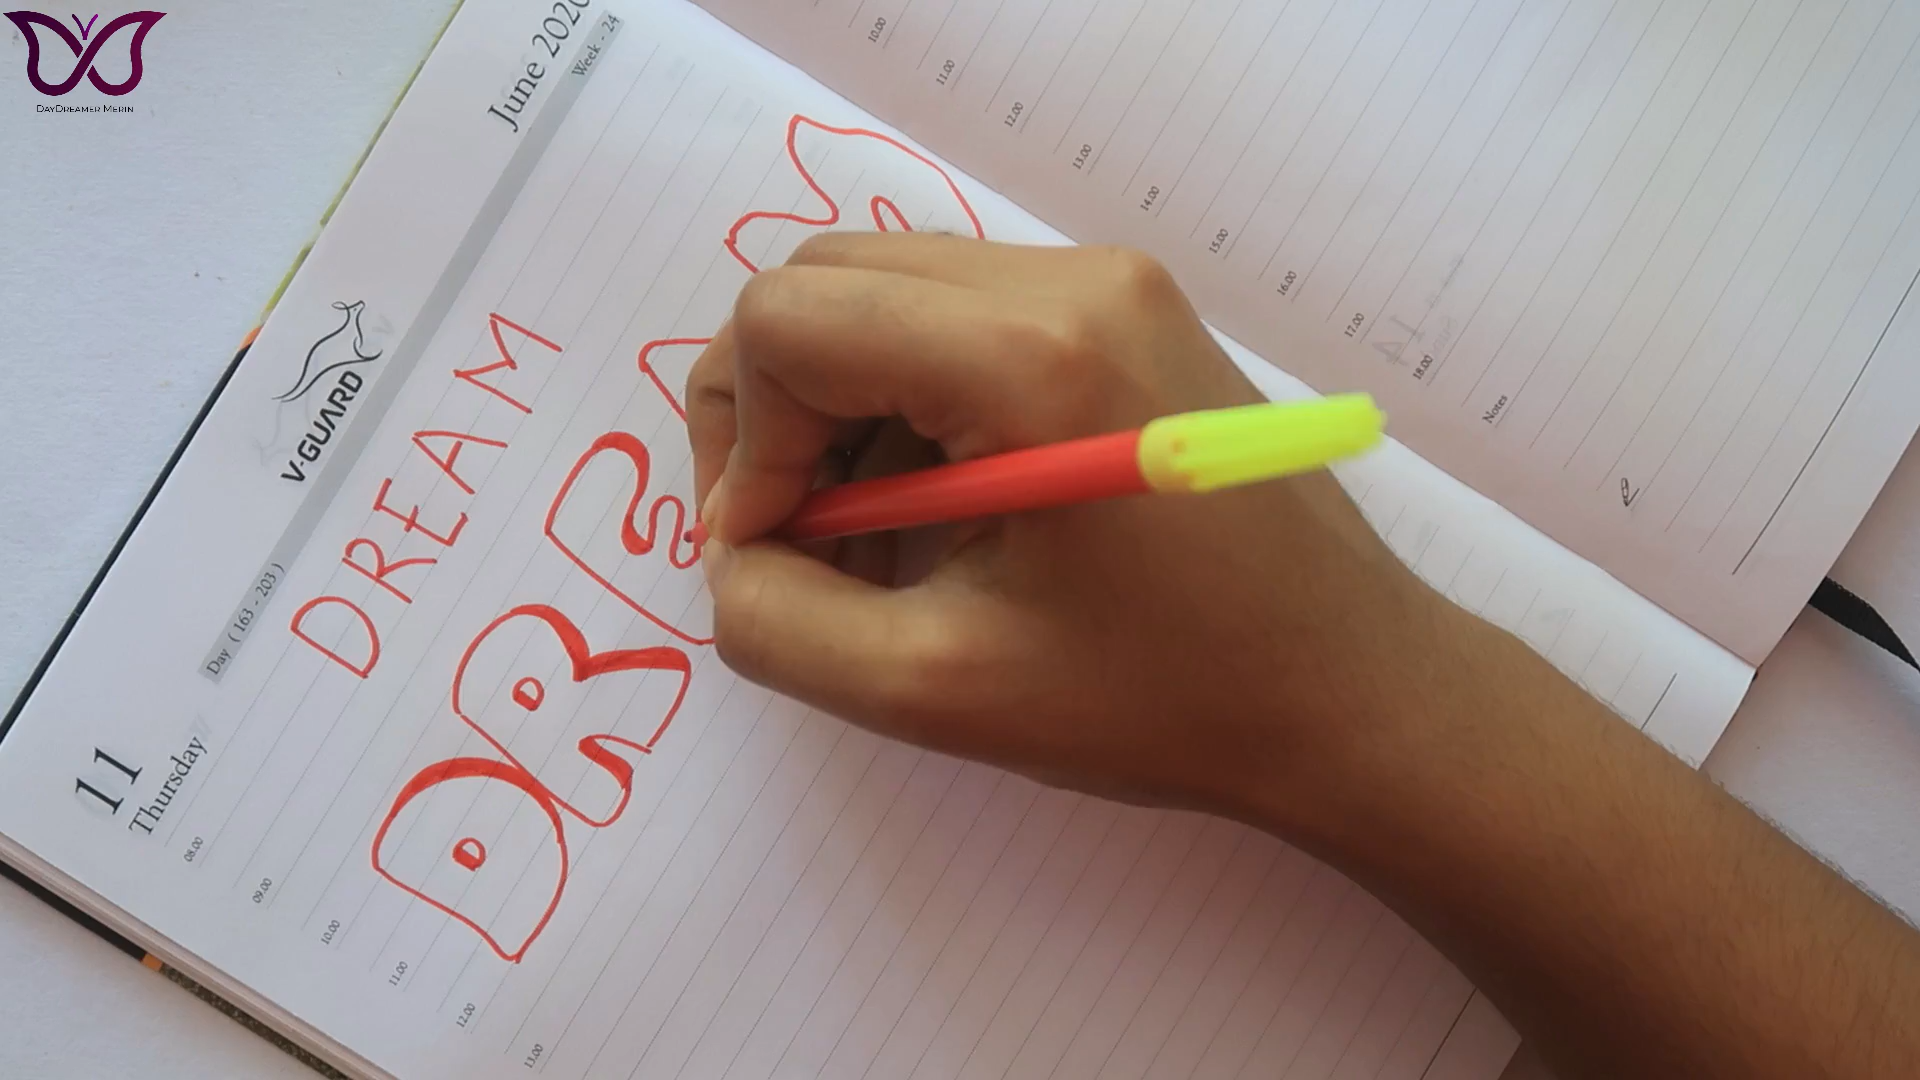 DAYDREAMER MERIN
June 2020
Week - 24
V-GUARD
Day ( 163 - 203 )
11
Thursday
DREAM
DREAM
08.00
09.00
10.00
11.00
12.00
13.00
10.00
11.00
12.00
13.00
14.00
15.00
16.00
17.00
18.00
Notes